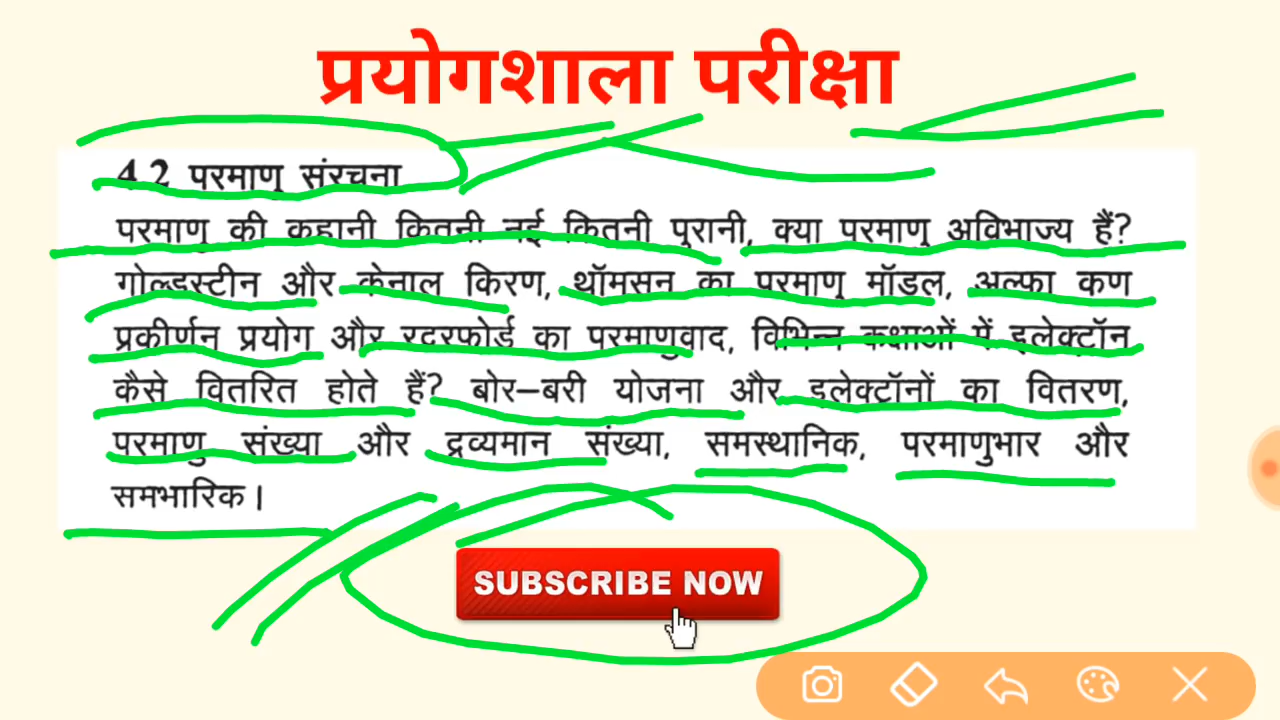 प्रयोगशाला परीक्षा
4.2 परमाणु संरचना
परमाणु की कहानी कितनी नई कितनी पुरानी, क्या परमाणु अविभाज्य हैं?
गोल्डस्टीन और केनाल किरण, थॉमसन का परमाणु मॉडल, अल्फा कण
प्रकीर्णन प्रयोग और रदरफोर्ड का परमाणुवाद, विभिन्न कक्षाओं में इलेक्ट्रॉन
कैसे वितरित होते हैं? बोर–बरी योजना और इलेक्ट्रॉनों का वितरण,
परमाणु संख्या और द्रव्यमान संख्या, समस्थानिक, परमाणुभार और
समभारिक।
SUBSCRIBE NOW